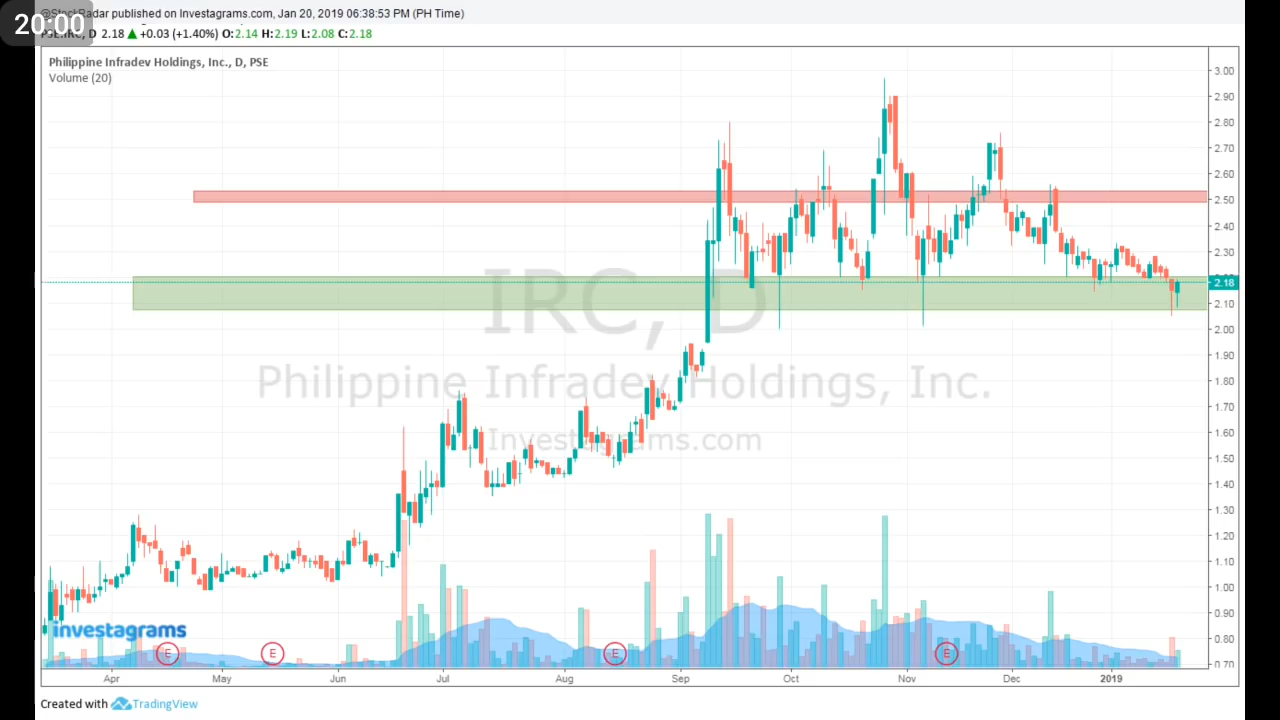 @StockRadar published on Investagrams.com, Jan 20, 2019 06:38:53 PM (PH Time)
20:00
PSE:IRC, D 2.18 ▲ +0.03 (+1.40%) O:2.14 H:2.19 L:2.08 C:2.18
Philippine Infradev Holdings, Inc., D, PSE
Volume (20)
3.00
2.90
2.80
2.70
2.60
2.50
2.40
2.30
2.20
2.18
2.10
2.00
1.90
1.80
1.70
1.60
1.50
1.40
1.30
1.20
1.10
1.00
0.90
0.80
0.70
IRC, D
Philippine Infradev Holdings, Inc.
Investagrams.com
investagrams
E E E E
Apr May Jun Jul Aug Sep Oct Nov Dec 2019
Created with TradingView